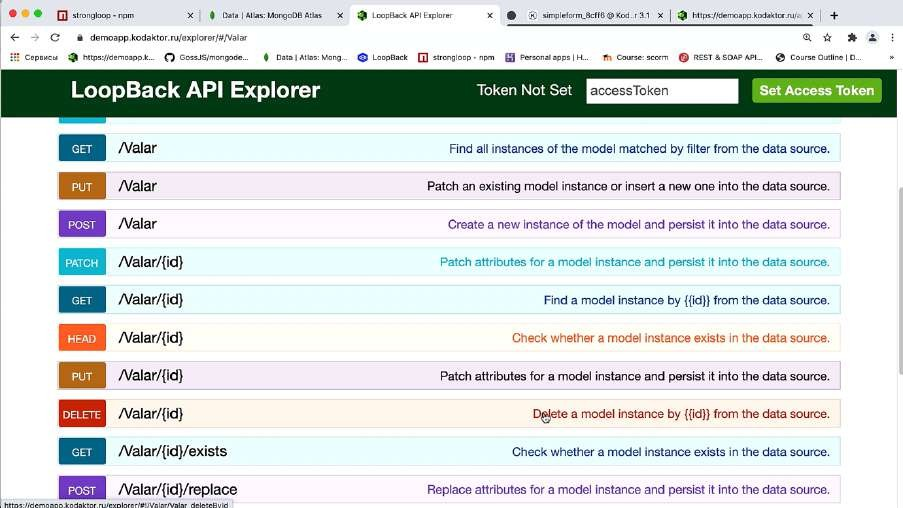 strongloop - npm
Data | Atlas: MongoDB Atlas
LoopBack API Explorer
simpleform_8cff6 @ Kod...r 3.1
https://demoapp.kodaktor.ru/a
demoapp.kodaktor.ru/explorer/#/Valar
Сервисы
https://demoapp.k...
GossJS/mongode...
Data | Atlas: Mong...
LoopBack
strongloop - npm
Personal apps | H...
Course: scorm
REST & SOAP API...
Course Outline | D...
LoopBack API Explorer
Token Not Set
accessToken
Set Access Token
GET /Valar Find all instances of the model matched by filter from the data source.
PUT /Valar Patch an existing model instance or insert a new one into the data source.
POST /Valar Create a new instance of the model and persist it into the data source.
PATCH /Valar/{id} Patch attributes for a model instance and persist it into the data source.
GET /Valar/{id} Find a model instance by {{id}} from the data source.
HEAD /Valar/{id} Check whether a model instance exists in the data source.
PUT /Valar/{id} Patch attributes for a model instance and persist it into the data source.
DELETE /Valar/{id} Delete a model instance by {{id}} from the data source.
GET /Valar/{id}/exists Check whether a model instance exists in the data source.
POST /Valar/{id}/replace Replace attributes for a model instance and persist it into the data source.
https://demoapp.kodaktor.ru/explorer/#!/Valar/Valar_deleteById